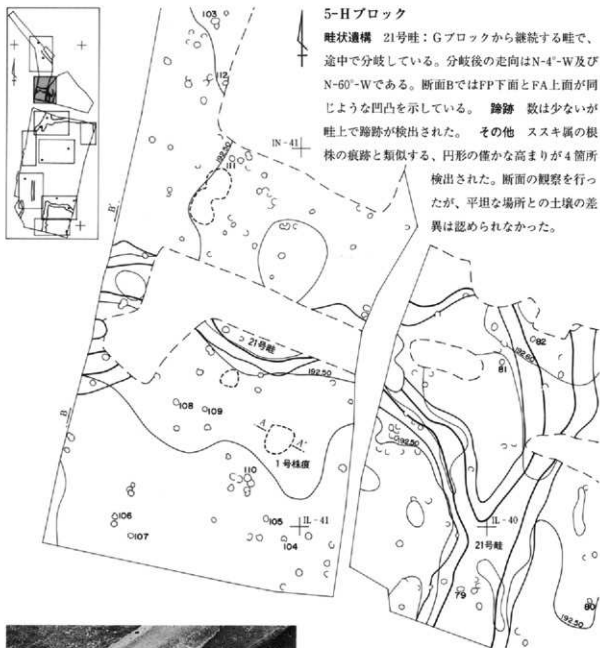 5-Hブロック
畦状遺構 21号畦：Gブロックから継続する畦で、
途中で分岐している。分岐後の走向はN-4°-W及び
N-60°-Wである。断面BではFP下面とFA上面が同
じような凹凸を示している。 蹄跡 数は少ないが
畦上で蹄跡が検出された。 その他 ススキ属の根
株の痕跡と類似する、円形の僅かな高まりが4箇所
検出された。断面の観察を行っ
たが、平坦な場所との土壌の差
異は認められなかった。
103
112
192.50
IN-41
111
B'
21号畦
192.50
82
81
192.60
108
109
A
A'
1号株痕
B
192.50
110
106
107
105
IL-41
104
IL-40
21号畦
79
80
192.50